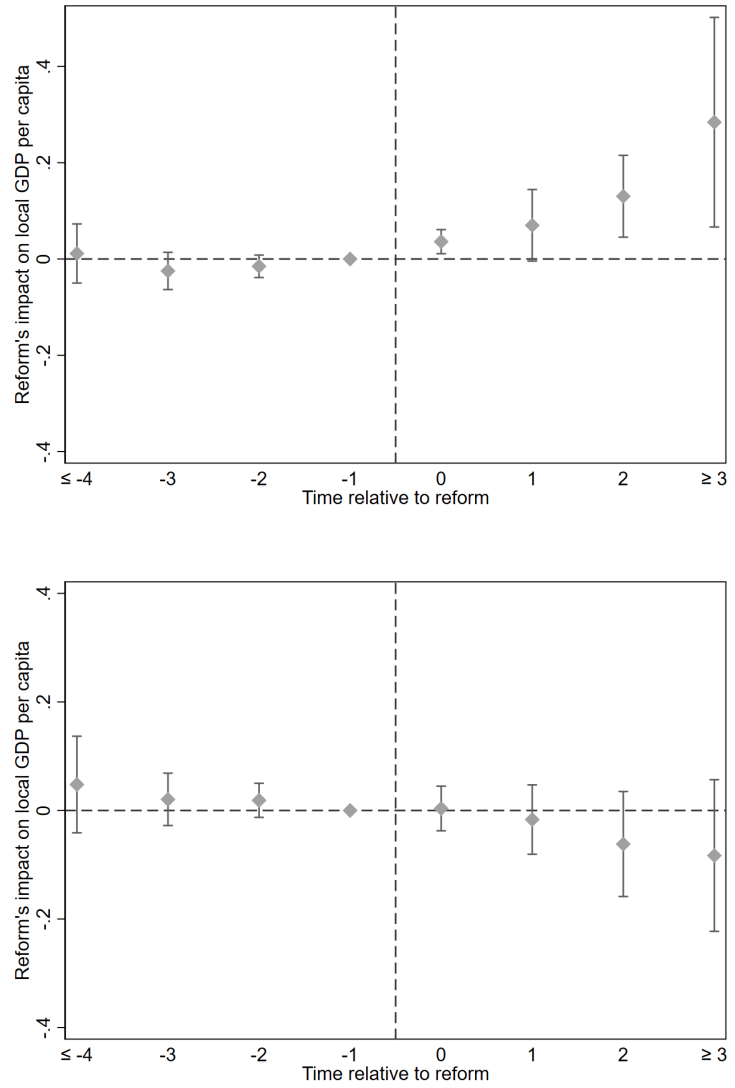 Reform's impact on local GDP per capita
.4
.2
0
-.2
-.4
≤ -4 -3 -2 -1 0 1 2 ≥ 3
Time relative to reform
Reform's impact on local GDP per capita
.4
.2
0
-.2
-.4
≤ -4 -3 -2 -1 0 1 2 ≥ 3
Time relative to reform